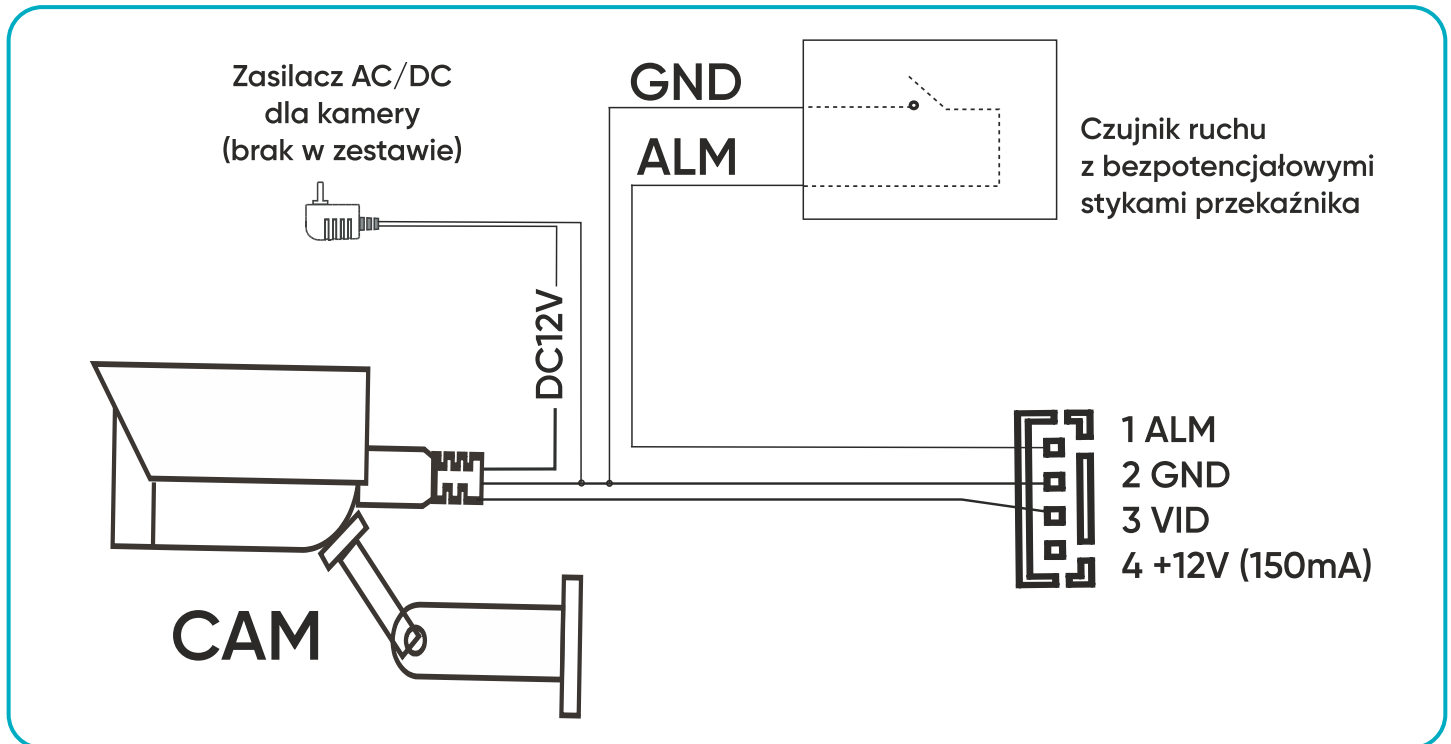 Zasilacz AC/DC
dla kamery
(brak w zestawie)
GND
ALM
Czujnik ruchu
z bezpotencjałowymi
stykami przekaźnika
DC12V
1 ALM
2 GND
3 VID
4 +12V (150mA)
CAM